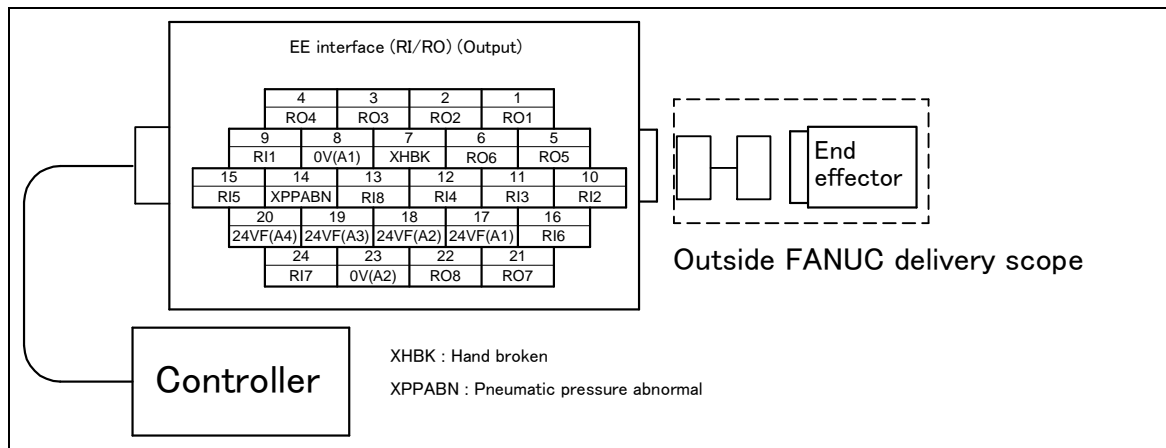 EE interface (RI/RO) (Output)
4 3 2 1
RO4 RO3 RO2 RO1
9 8 7 6 5
RI1 0V(A1) XHBK RO6 RO5
15 14 13 12 11 10
RI5 XPPABN RI8 RI4 RI3 RI2
20 19 18 17 16
24VF(A4) 24VF(A3) 24VF(A2) 24VF(A1) RI6
24 23 22 21
RI7 0V(A2) RO8 RO7
End
effector
Outside FANUC delivery scope
Controller
XHBK : Hand broken
XPPABN : Pneumatic pressure abnormal